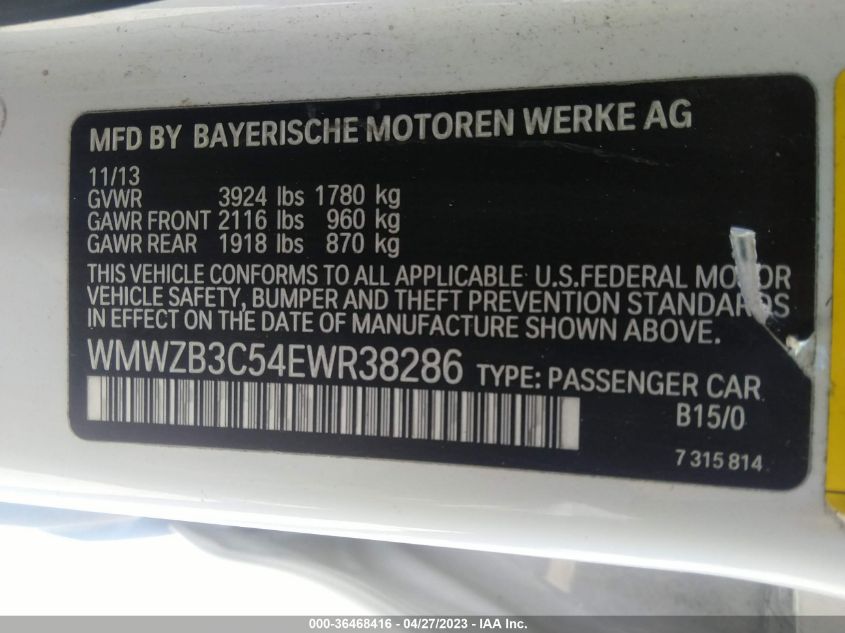 MFD BY BAYERISCHE MOTOREN WERKE AG
11/13
GVWR 3924 lbs 1780 kg
GAWR FRONT 2116 lbs 960 kg
GAWR REAR 1918 lbs 870 kg
THIS VEHICLE CONFORMS TO ALL APPLICABLE U.S.FEDERAL MOTOR
VEHICLE SAFETY, BUMPER AND THEFT PREVENTION STANDARDS
IN EFFECT ON THE DATE OF MANUFACTURE SHOWN ABOVE.
WMWZB3C54EWR38286 TYPE: PASSENGER CAR
B15/0
7 315 814
000-36468416 - 04/27/2023 - © IAA Inc.